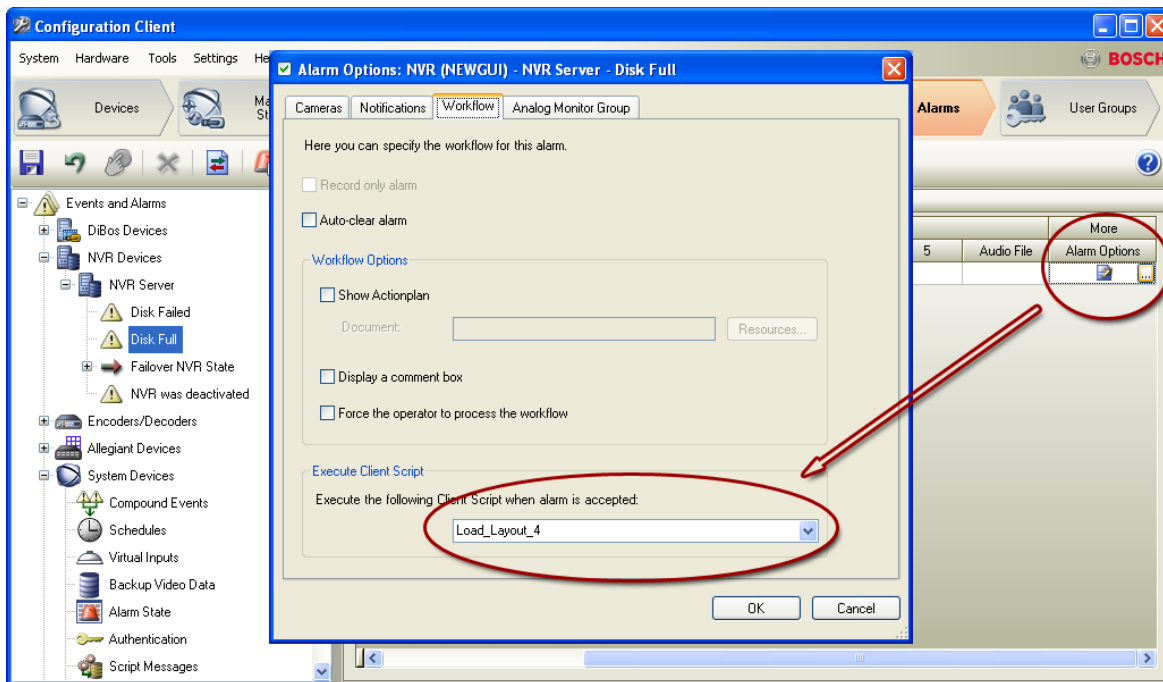 Configuration Client
System Hardware Tools Settings He
BOSCH
Devices
Ma
St
Alarms
User Groups
Events and Alarms
DiBos Devices
NVR Devices
NVR Server
Disk Failed
Disk Full
Failover NVR State
NVR was deactivated
Encoders/Decoders
Allegiant Devices
System Devices
Compound Events
Schedules
Virtual Inputs
Backup Video Data
Alarm State
Authentication
Script Messages
Alarm Options: NVR (NEWGUI) - NVR Server - Disk Full
Cameras Notifications Workflow Analog Monitor Group
Here you can specify the workflow for this alarm.
Record only alarm
Auto-clear alarm
Workflow Options
Show Actionplan
Document: Resources...
Display a comment box
Force the operator to process the workflow
Execute Client Script
Execute the following Client Script when alarm is accepted:
Load_Layout_4
OK Cancel
More
5 Audio File Alarm Options
...